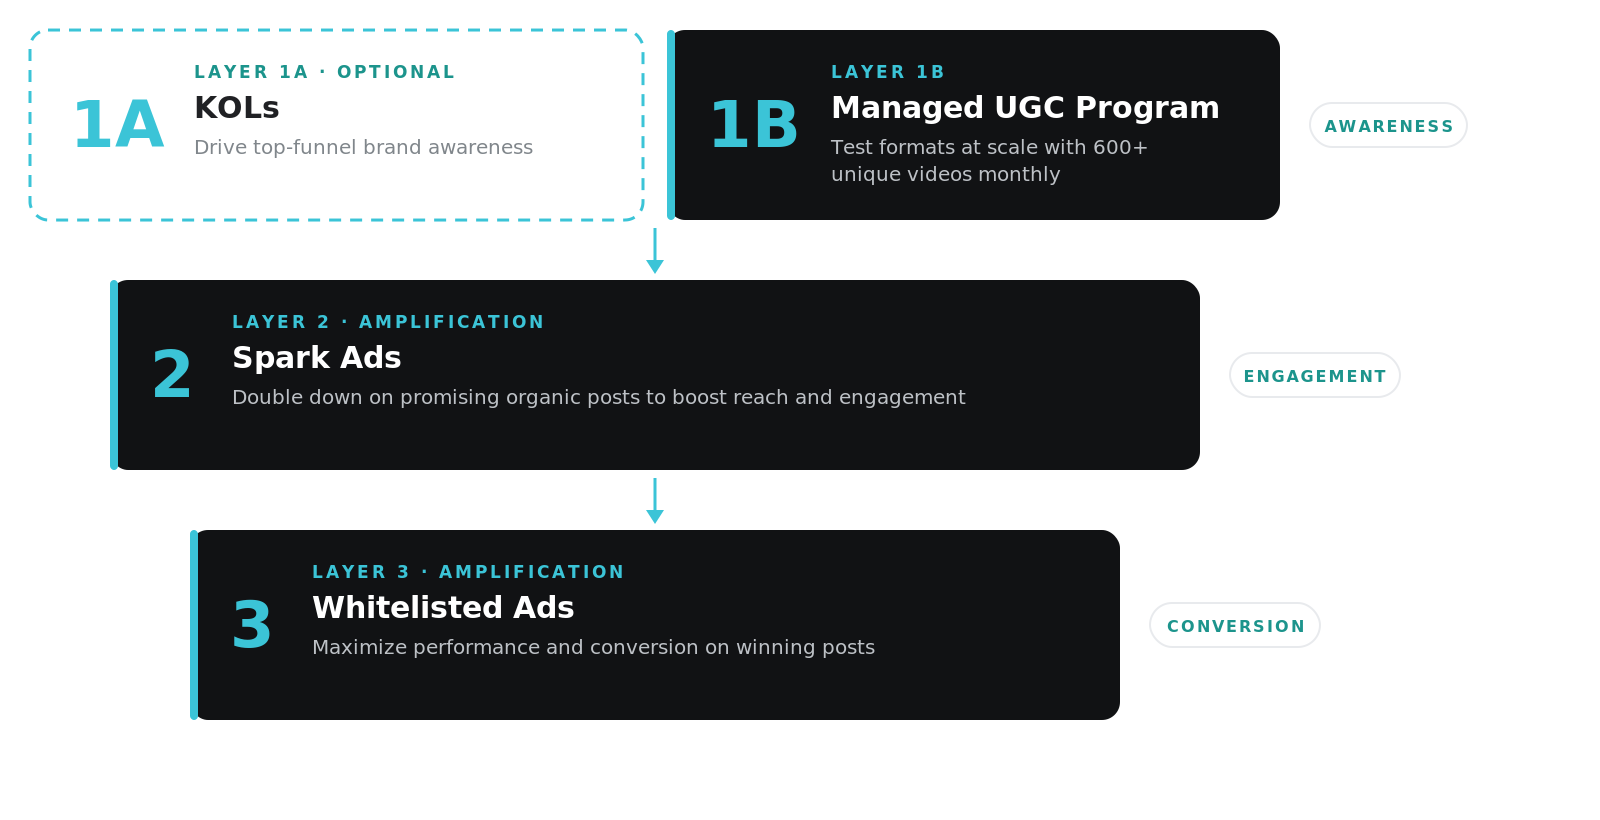 1A
LAYER 1A · OPTIONAL
KOLs
Drive top-funnel brand awareness
1B
LAYER 1B
Managed UGC Program
Test formats at scale with 600+
unique videos monthly
AWARENESS
2
LAYER 2 · AMPLIFICATION
Spark Ads
Double down on promising organic posts to boost reach and engagement
ENGAGEMENT
3
LAYER 3 · AMPLIFICATION
Whitelisted Ads
Maximize performance and conversion on winning posts
CONVERSION